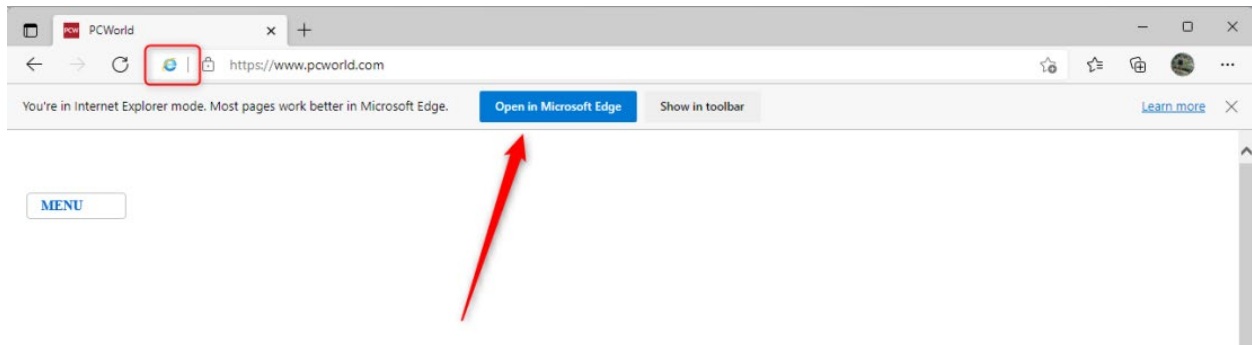 PCW PCWorld
https://www.pcworld.com
You're in Internet Explorer mode. Most pages work better in Microsoft Edge. Open in Microsoft Edge Show in toolbar Learn more
MENU